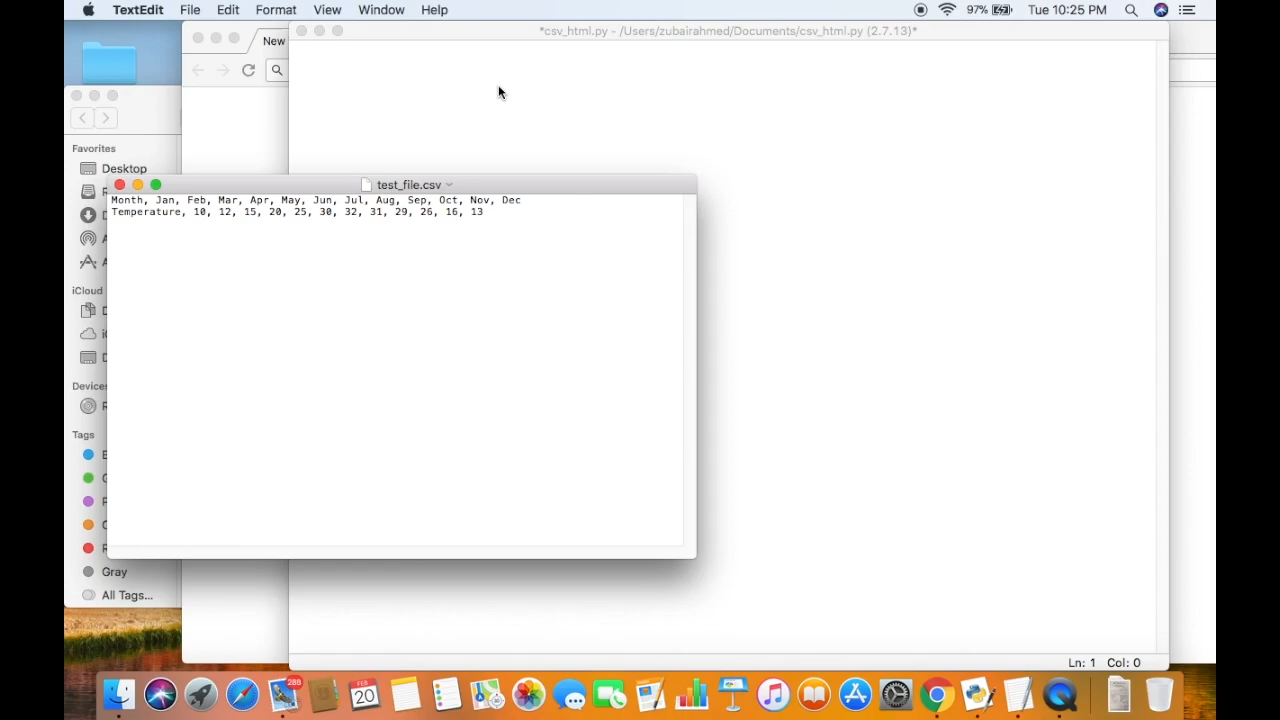 TextEdit File Edit Format View Window Help 97% Tue 10:25 PM
*csv_html.py - /Users/zubairahmed/Documents/csv_html.py (2.7.13)*
New
Favorites
Desktop
iCloud
Devices
Tags
Gray
All Tags...
test_file.csv
Month, Jan, Feb, Mar, Apr, May, Jun, Jul, Aug, Sep, Oct, Nov, Dec
Temperature, 10, 12, 15, 20, 25, 30, 32, 31, 29, 26, 16, 13
Ln: 1 Col: 0
288
FEB
20